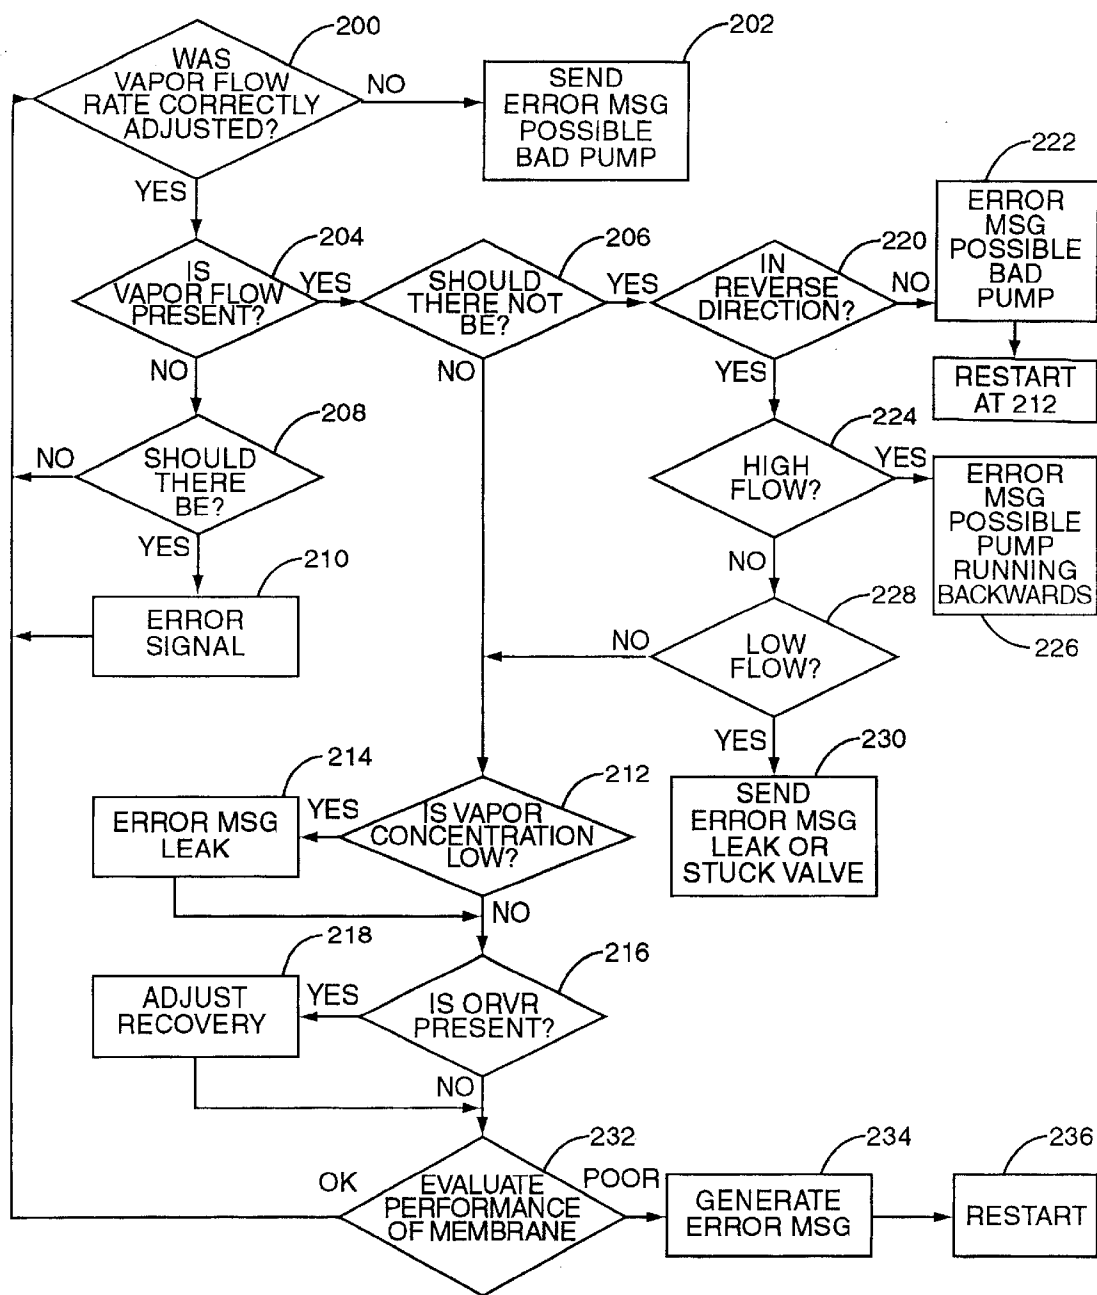 200
WAS
VAPOR FLOW
RATE CORRECTLY
ADJUSTED?
NO
YES
202
SEND
ERROR MSG
POSSIBLE
BAD PUMP
204
IS
VAPOR FLOW
PRESENT?
YES
NO
206
SHOULD
THERE NOT
BE?
YES
NO
220
IN
REVERSE
DIRECTION?
NO
YES
222
ERROR
MSG
POSSIBLE
BAD
PUMP
RESTART
AT 212
208
SHOULD
THERE
BE?
NO
YES
210
ERROR
SIGNAL
224
HIGH
FLOW?
YES
NO
ERROR
MSG
POSSIBLE
PUMP
RUNNING
BACKWARDS
226
228
LOW
FLOW?
NO
YES
230
SEND
ERROR MSG
LEAK OR
STUCK VALVE
212
IS VAPOR
CONCENTRATION
LOW?
YES
NO
214
ERROR MSG
LEAK
216
IS ORVR
PRESENT?
YES
NO
218
ADJUST
RECOVERY
232
EVALUATE
PERFORMANCE
OF MEMBRANE
OK
POOR
234
GENERATE
ERROR MSG
236
RESTART